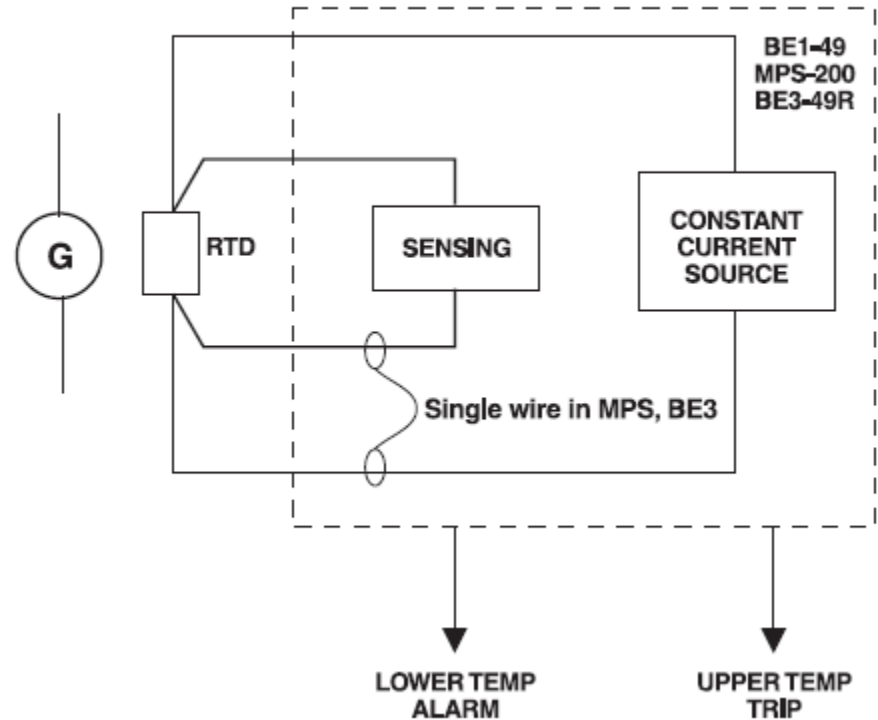 BE1-49
MPS-200
BE3-49R
G
RTD
SENSING
CONSTANT
CURRENT
SOURCE
Single wire in MPS, BE3
LOWER TEMP
ALARM
UPPER TEMP
TRIP